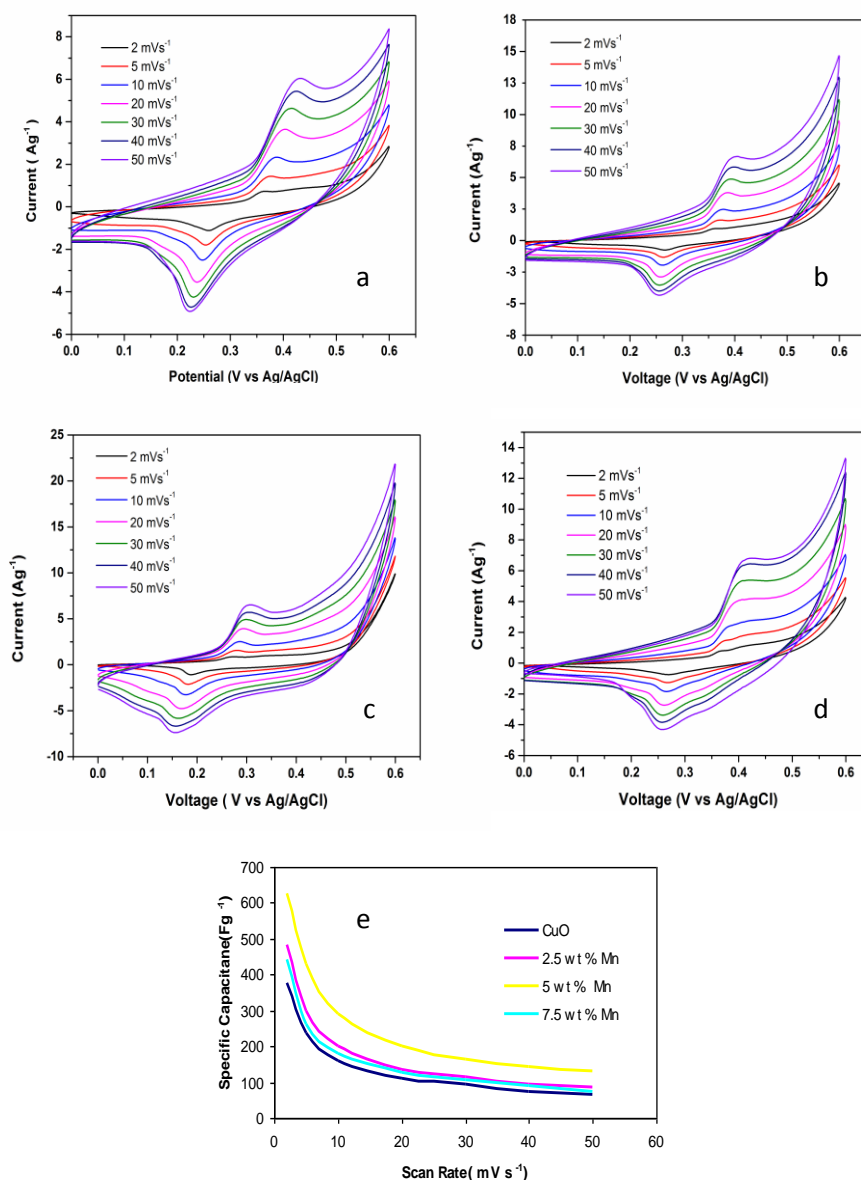 8
6
4
2
0
-2
-4
-6
Current ( Ag-1)
2 mVs-1
5 mVs-1
10 mVs-1
20 mVs-1
30 mVs-1
40 mVs-1
50 mVs-1
a
0.0 0.1 0.2 0.3 0.4 0.5 0.6
Potential (V vs Ag/AgCl)
18
15
13
10
8
5
3
0
-3
-5
-8
Current (Ag-1)
2 mVs-1
5 mVs-1
10 mVs-1
20 mVs-1
30 mVs-1
40 mVs-1
50 mVs-1
b
0.0 0.1 0.2 0.3 0.4 0.5 0.6
Voltage (V vs Ag/AgCl)
25
20
15
10
5
0
-5
-10
Current (Ag-1)
2 mVs-1
5 mVs-1
10 mVs-1
20 mVs-1
30 mVs-1
40 mVs-1
50 mVs-1
c
0.0 0.1 0.2 0.3 0.4 0.5 0.6
Voltage ( V vs Ag/AgCl)
14
12
10
8
6
4
2
0
-2
-4
-6
Current (Ag-1)
2 mVs-1
5 mVs-1
10 mVs-1
20 mVs-1
30 mVs-1
40 mVs-1
50 mVs-1
d
0.0 0.1 0.2 0.3 0.4 0.5 0.6
Voltage (V vs Ag/AgCl)
700
600
500
400
300
200
100
0
Specific Capacitane(Fg -1)
e
CuO
2.5 wt % Mn
5 wt % Mn
7.5 wt % Mn
0 10 20 30 40 50 60
Scan Rate( mV s-1)